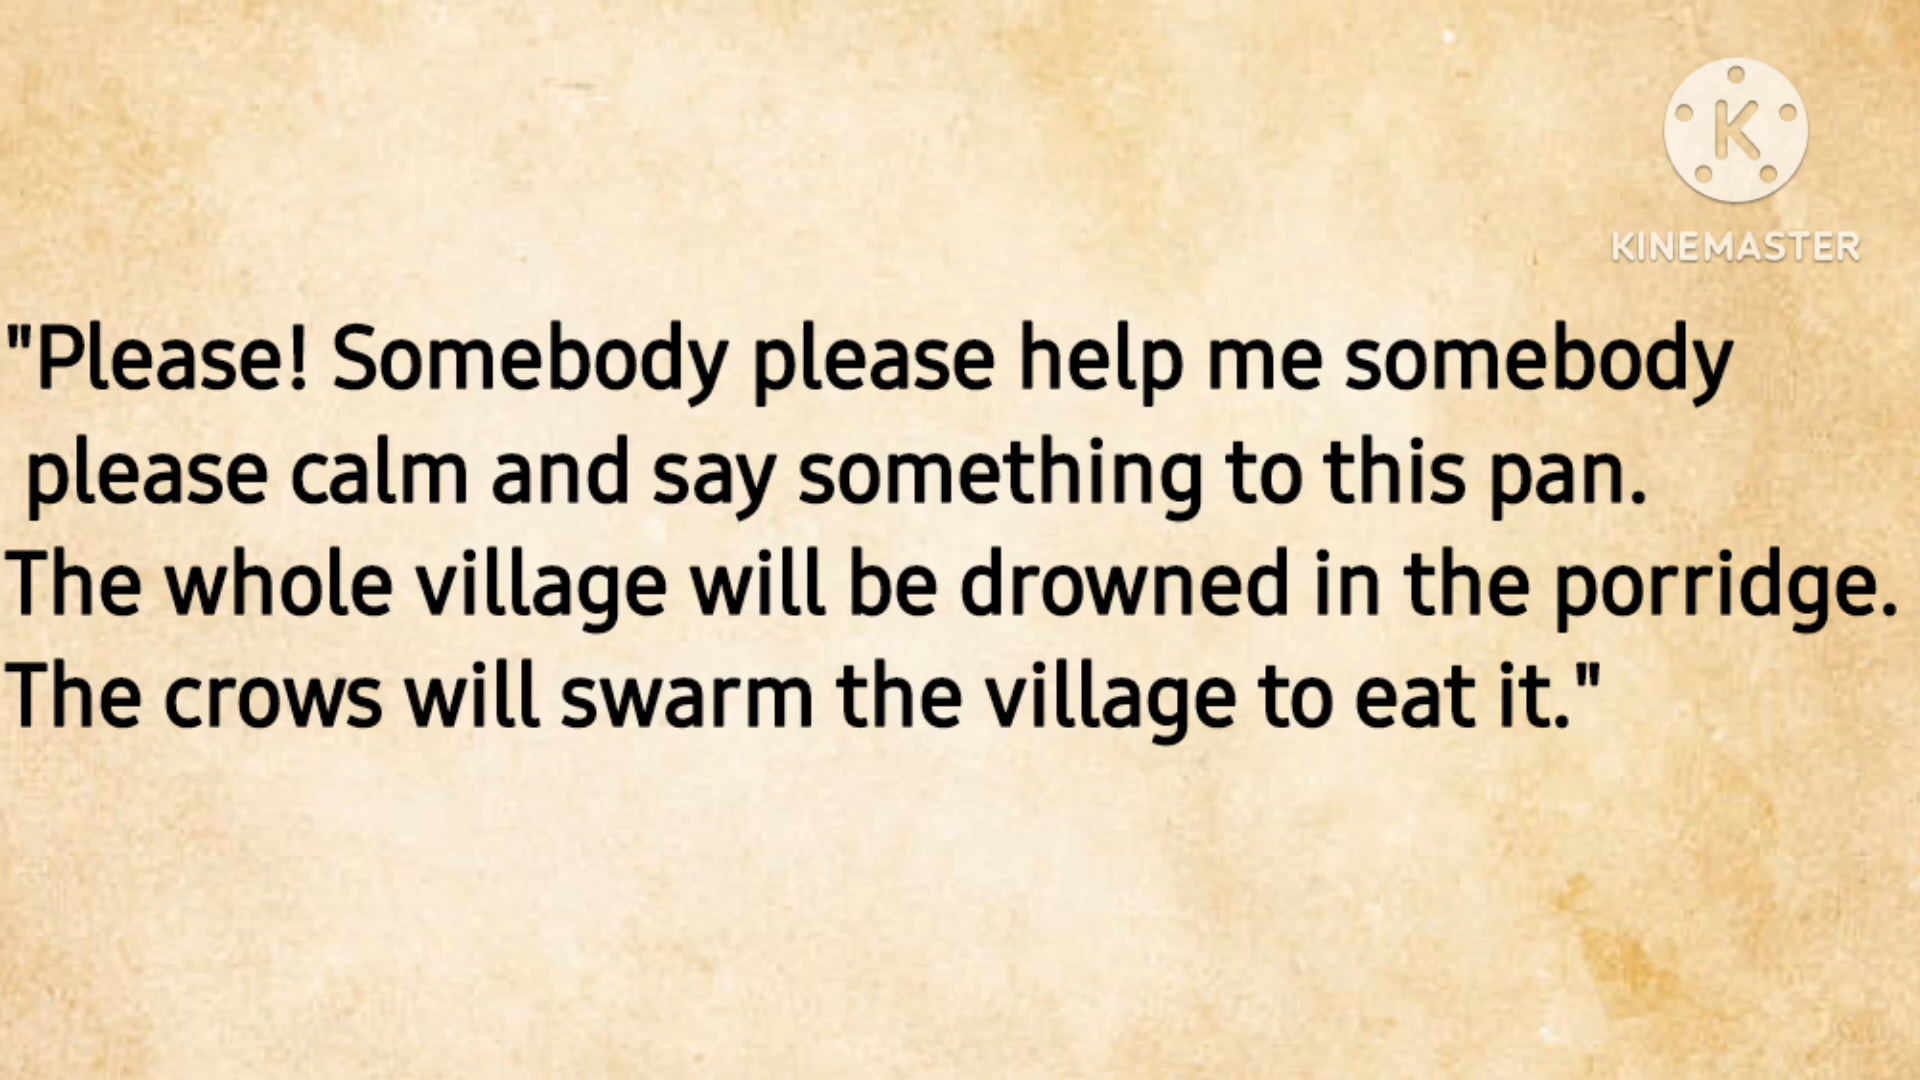 K
KINEMASTER
"Please! Somebody please help me somebody
please calm and say something to this pan.
The whole village will be drowned in the porridge.
The crows will swarm the village to eat it."